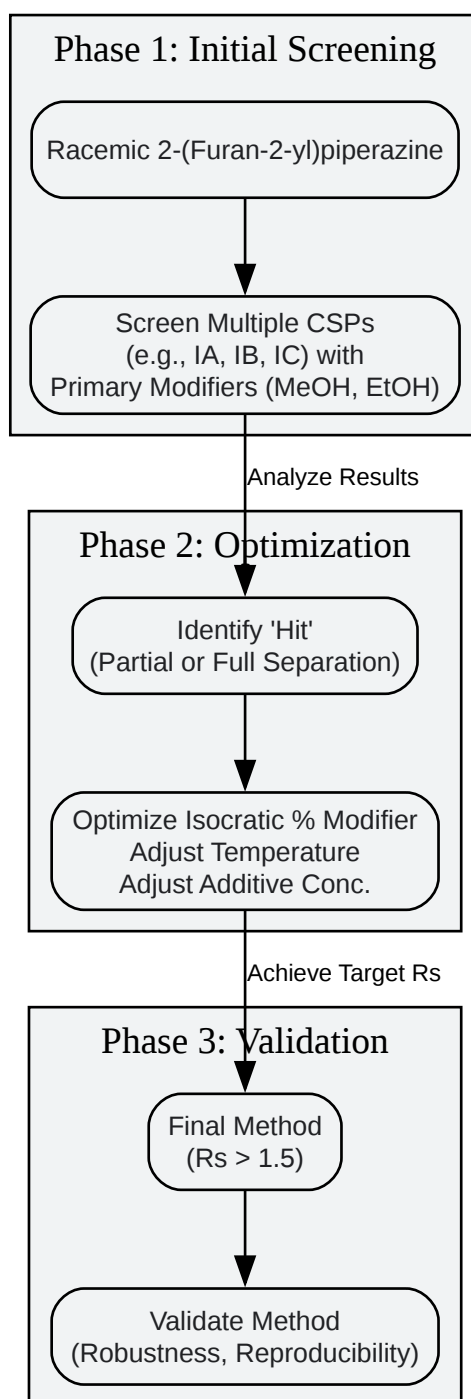 Phase 1: Initial Screening
Racemic 2-(Furan-2-yl)piperazine
Screen Multiple CSPs
(e.g., IA, IB, IC) with
Primary Modifiers (MeOH, EtOH)
Analyze Results
Phase 2: Optimization
Identify 'Hit'
(Partial or Full Separation)
Optimize Isocratic % Modifier
Adjust Temperature
Adjust Additive Conc.
Achieve Target Rs
Phase 3: Validation
Final Method
(Rs > 1.5)
Validate Method
(Robustness, Reproducibility)